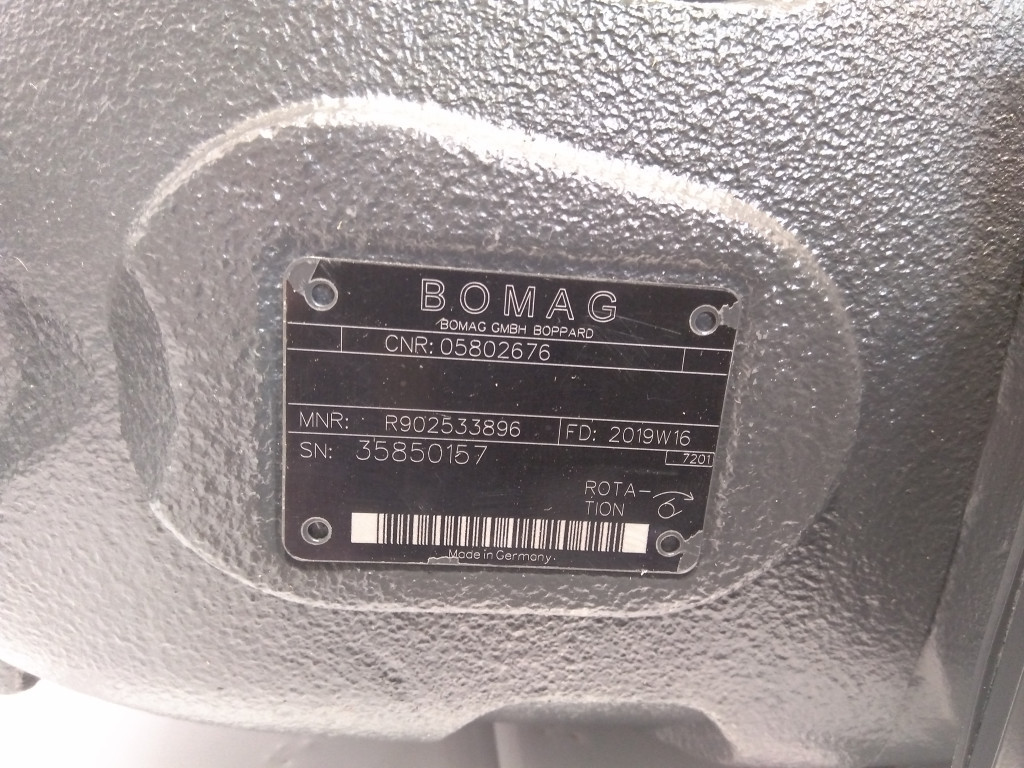 BOMAG
BOMAG GMBH BOPPARD
CNR: 05802676
MNR: R902533896 FD: 2019W16
SN: 35850157
7201
ROTA-
TION
Made in Germany.